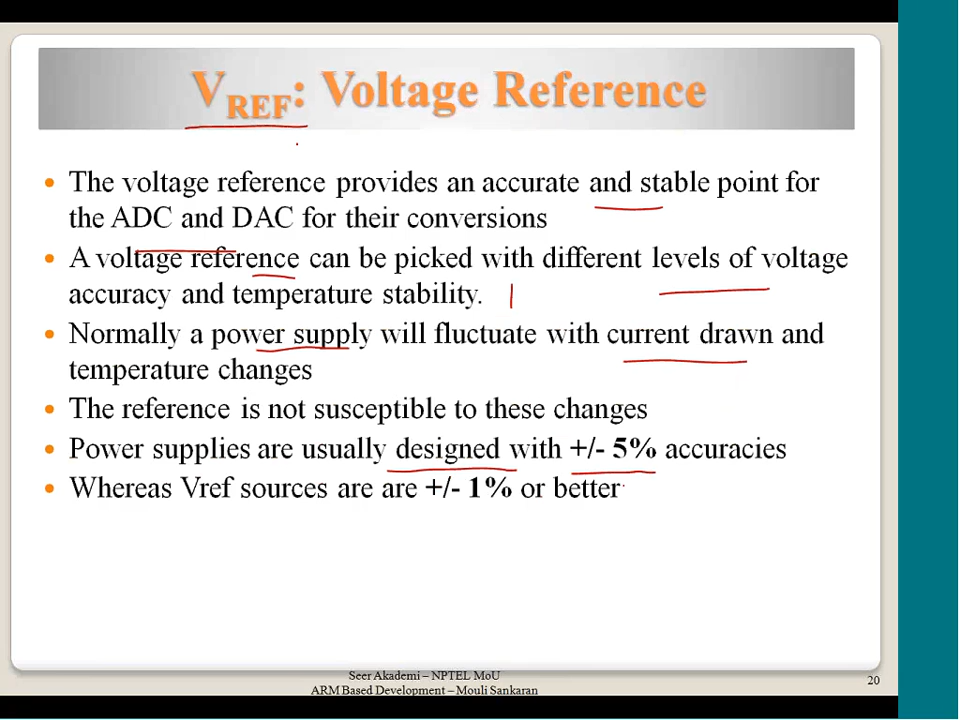 VREF: Voltage Reference
• The voltage reference provides an accurate and stable point for
the ADC and DAC for their conversions
• A voltage reference can be picked with different levels of voltage
accuracy and temperature stability.
• Normally a power supply will fluctuate with current drawn and
temperature changes
• The reference is not susceptible to these changes
• Power supplies are usually designed with +/- 5% accuracies
• Whereas Vref sources are are +/- 1% or better
Seer Akademi – NPTEL MoU
ARM Based Development – Mouli Sankaran
20